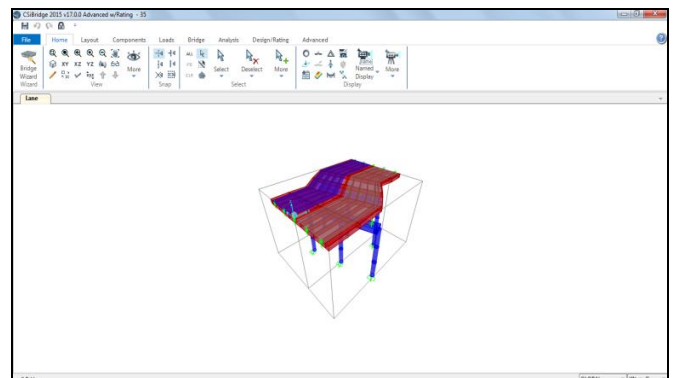 CSiBridge 2015 v17.0.0 Advanced w/Rating - 35
File Home Layout Components Loads Bridge Analysis Design/Rating Advanced
XY XZ YZ
More
ALL
Select Deselect More
Named Display
More
Bridge Wizard
Wizard View Snap Select Display
Lane